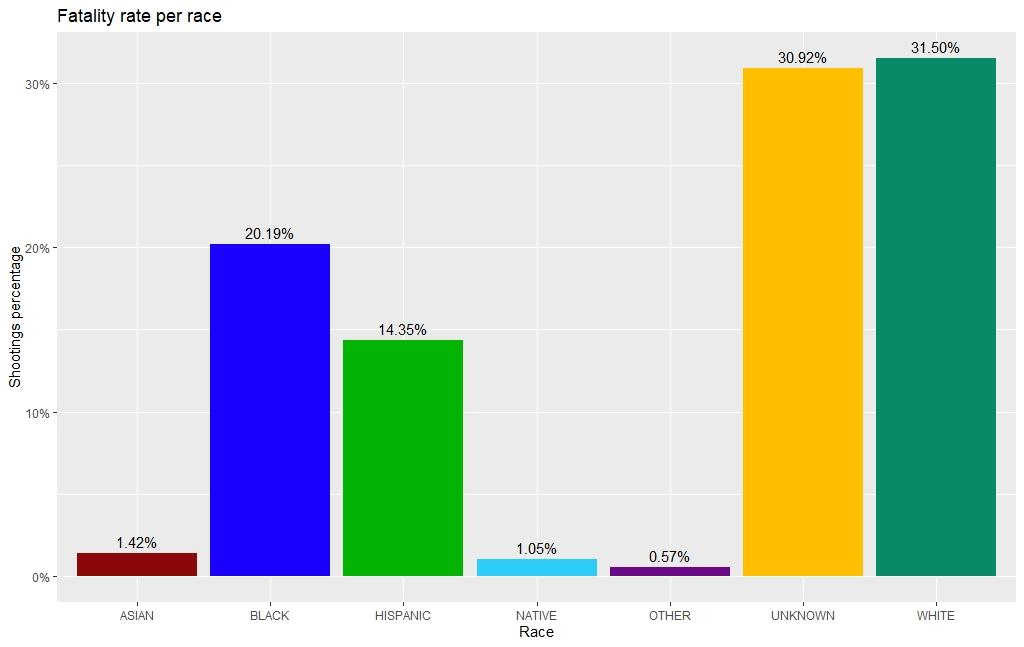 Fatality rate per race
31.50%
30.92%
30%
20.19%
20%
Shootings percentage
14.35%
10%
1.42%
1.05%
0.57%
0%
ASIAN BLACK HISPANIC NATIVE OTHER UNKNOWN WHITE
Race